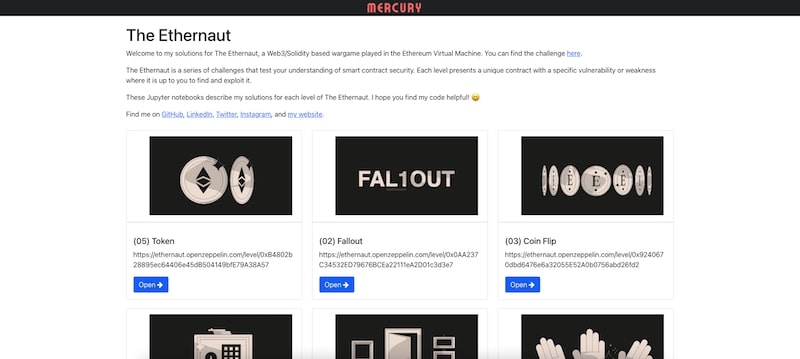 MERCURY
The Ethernaut
Welcome to my solutions for The Ethernaut, a Web3/Solidity based wargame played in the Ethereum Virtual Machine. You can find the challenge here.
The Ethernaut is a series of challenges that test your understanding of smart contract security. Each level presents a unique contract with a specific vulnerability or weakness
where it is up to you to find and exploit it.
These Jupyter notebooks describe my solutions for each level of The Ethernaut. I hope you find my code helpful! 😄
Find me on GitHub, LinkedIn, Twitter, Instagram, and my website.
FAL1OUT
E E E
(05) Token
https://ethernaut.openzeppelin.com/level/0xB4802b
28895ec64406e45dB504149bfE79A38A57
Open →
(02) Fallout
https://ethernaut.openzeppelin.com/level/0x0AA237
C34532ED79676BCEa22111eA2D01c3d3e7
Open →
(03) Coin Flip
https://ethernaut.openzeppelin.com/level/0x924067
0dbd6476e6a32055E52A0b0756abd26fd2
Open →